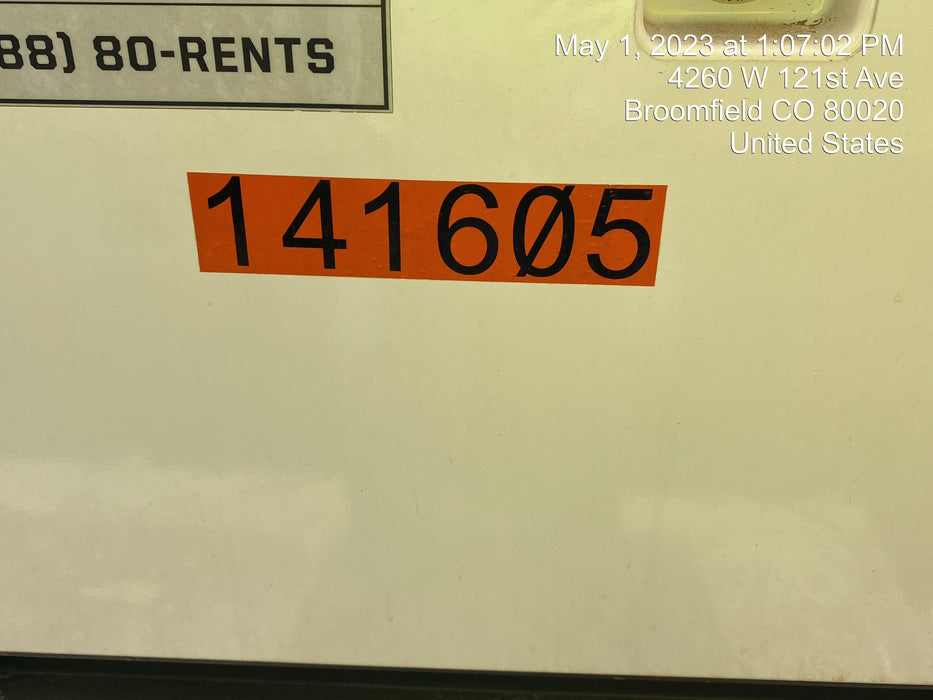 88) 80-RENTS
May 1, 2023 at 1:07:02 PM
4260 W 121st Ave
Broomfield CO 80020
United States
1416Ø5